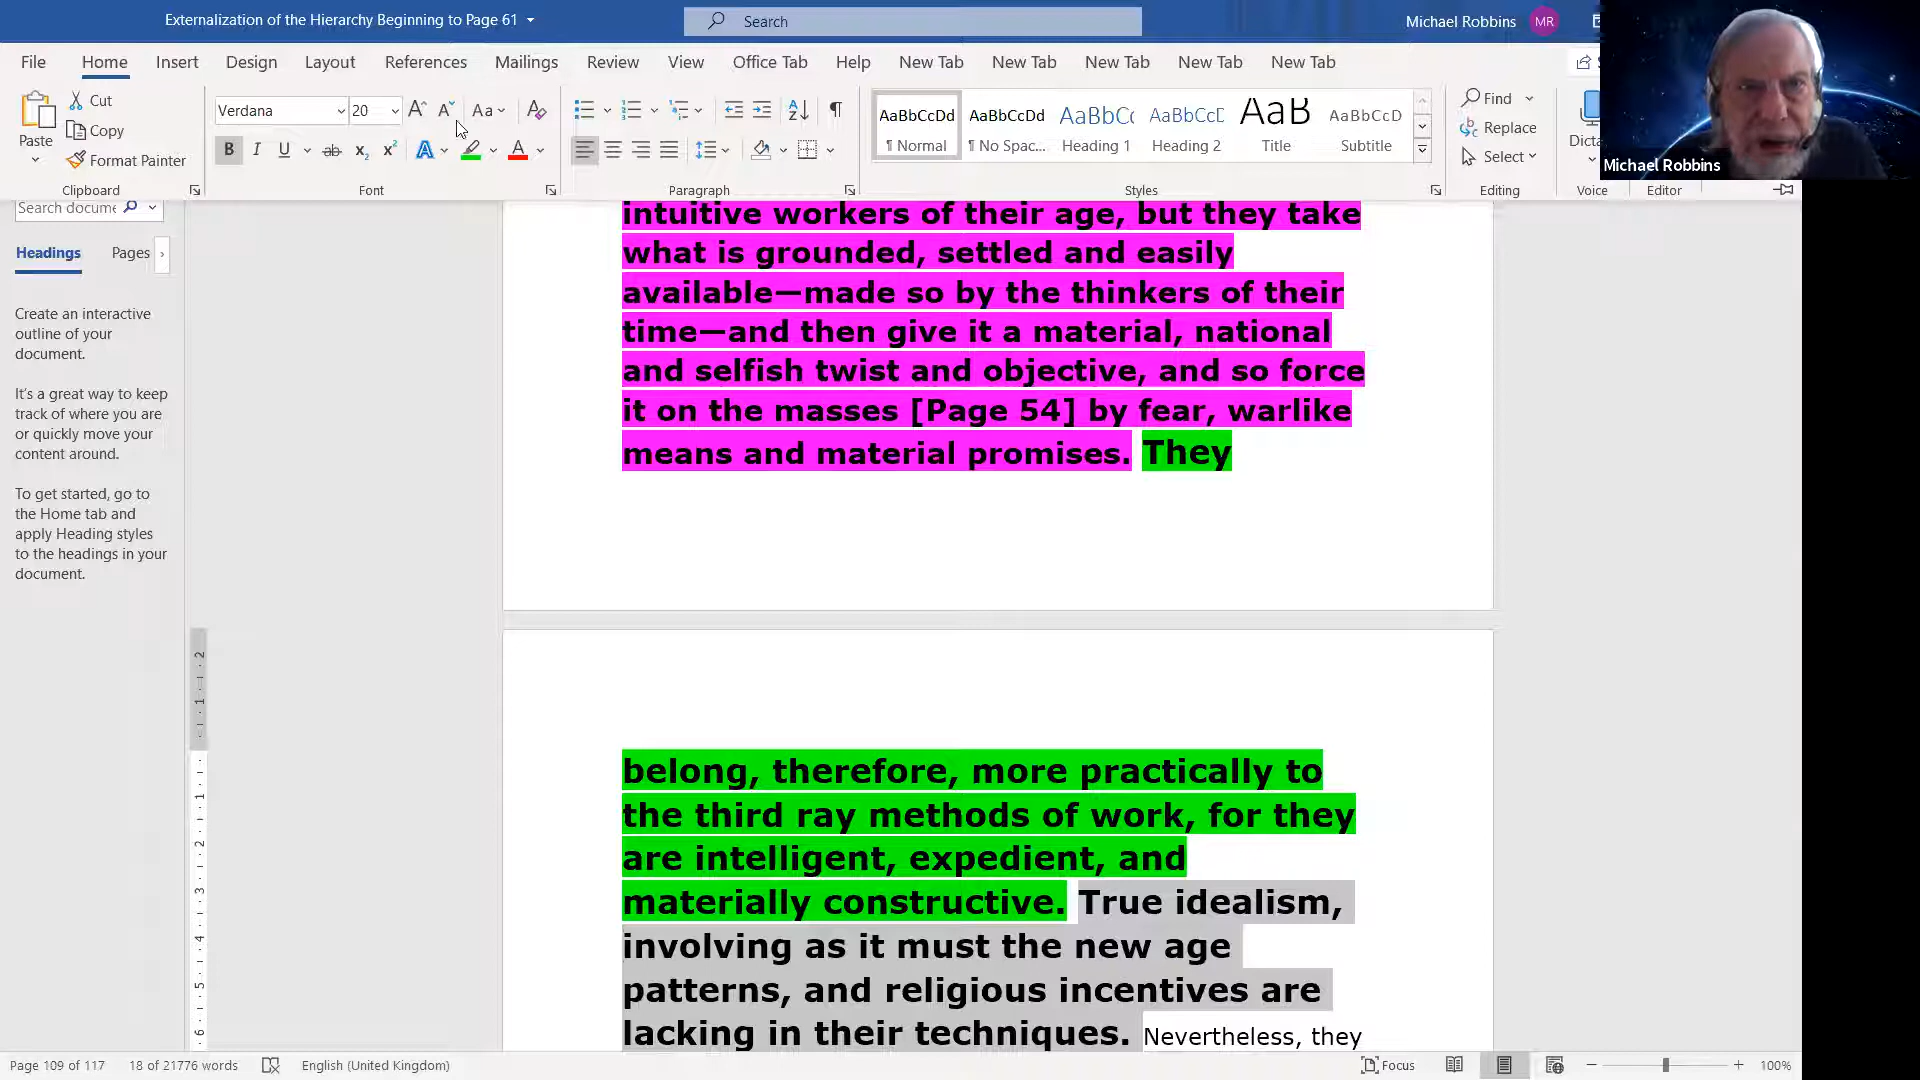 Externalization of the Hierarchy Beginning to Page 61
Search
Michael Robbins MR
File Home Insert Design Layout References Mailings Review View Office Tab Help New Tab New Tab New Tab New Tab New Tab
Paste
Cut
Copy
Format Painter
Clipboard
Verdana 20
Font
Paragraph
AaBbCcDd
¶ Normal
AaBbCcDd
¶ No Spac...
AaBbCc
Heading 1
AaBbCcD
Heading 2
AaB
Title
AaBbCcD
Subtitle
Styles
Find
Replace
Select
Editing
Voice
Editor
Michael Robbins
Headings Pages
Create an interactive
outline of your
document.
It's a great way to keep
track of where you are
or quickly move your
content around.
To get started, go to
the Home tab and
apply Heading styles
to the headings in your
document.
intuitive workers of their age, but they take
what is grounded, settled and easily
available—made so by the thinkers of their
time—and then give it a material, national
and selfish twist and objective, and so force
it on the masses [Page 54] by fear, warlike
means and material promises. They
belong, therefore, more practically to
the third ray methods of work, for they
are intelligent, expedient, and
materially constructive. True idealism,
involving as it must the new age
patterns, and religious incentives are
lacking in their techniques. Nevertheless, they
Page 109 of 117 18 of 21776 words English (United Kingdom) Focus 100%